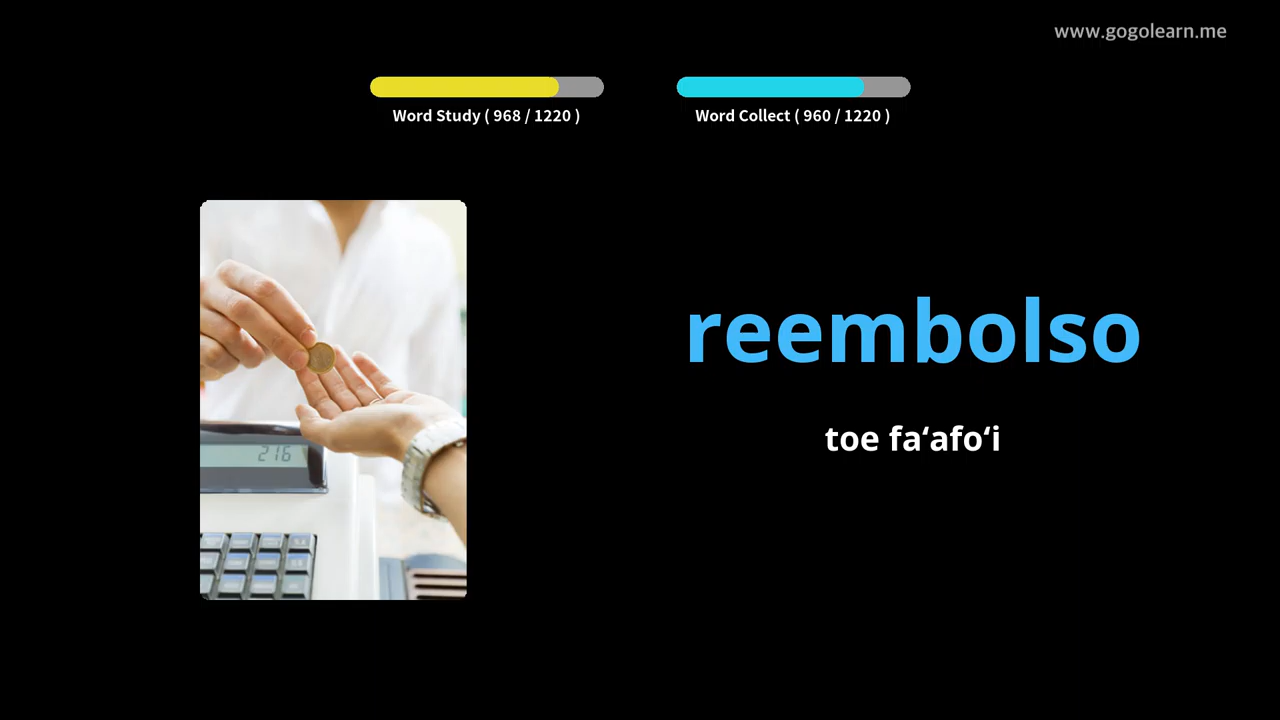 www.gogolearn.me
Word Study ( 968 / 1220 )
Word Collect ( 960 / 1220 )
reembolso
toe fa‘afo‘i
216